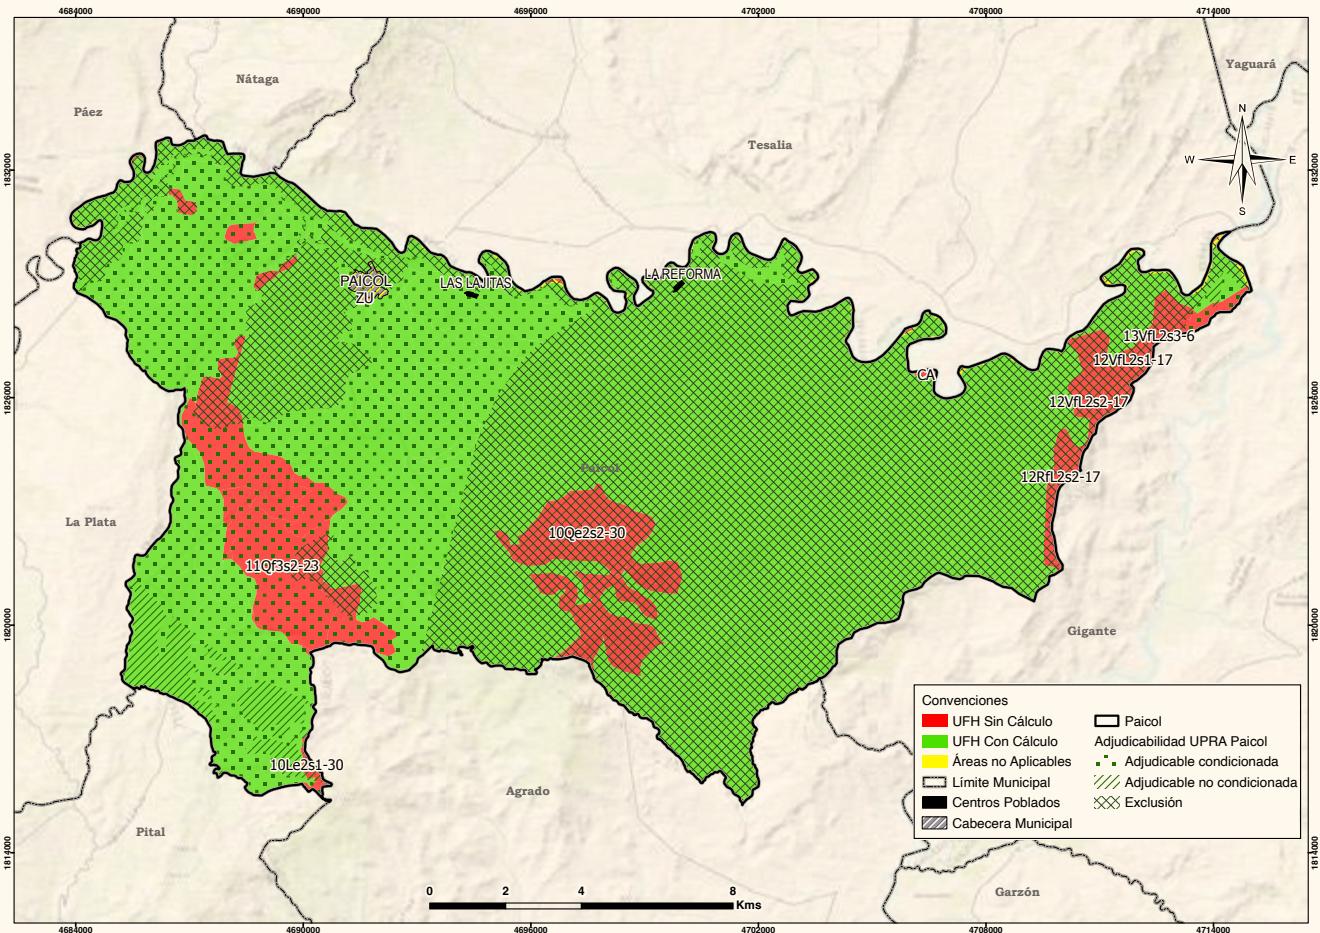 4684000
4690000
4696000
4702000
4708000
4714000
Yaguará
Nátaga
Páez
N
Tesalia
W
E
1832000
1832000
S
PAICOL
ZU
LAS LAJITAS
LA REFORMA
13VfL2s3-6
12VfL2s1-17
CA
1826000
1826000
12VfL2s2-17
Paicol
12RfL2s2-17
La Plata
10Qe2s2-30
11Qf3s2-23
1820000
1820000
Gigante
10Le2s1-30
Agrado
Pital
Convenciones
UFH Sin Cálculo
UFH Con Cálculo
Áreas no Aplicables
Límite Municipal
Centros Poblados
Cabecera Municipal
Paicol
Adjudicabilidad UPRA Paicol
Adjudicable condicionada
Adjudicable no condicionada
Exclusión
1814000
1814000
Garzón
0
2
4
8
Kms
4684000
4690000
4696000
4702000
4708000
4714000